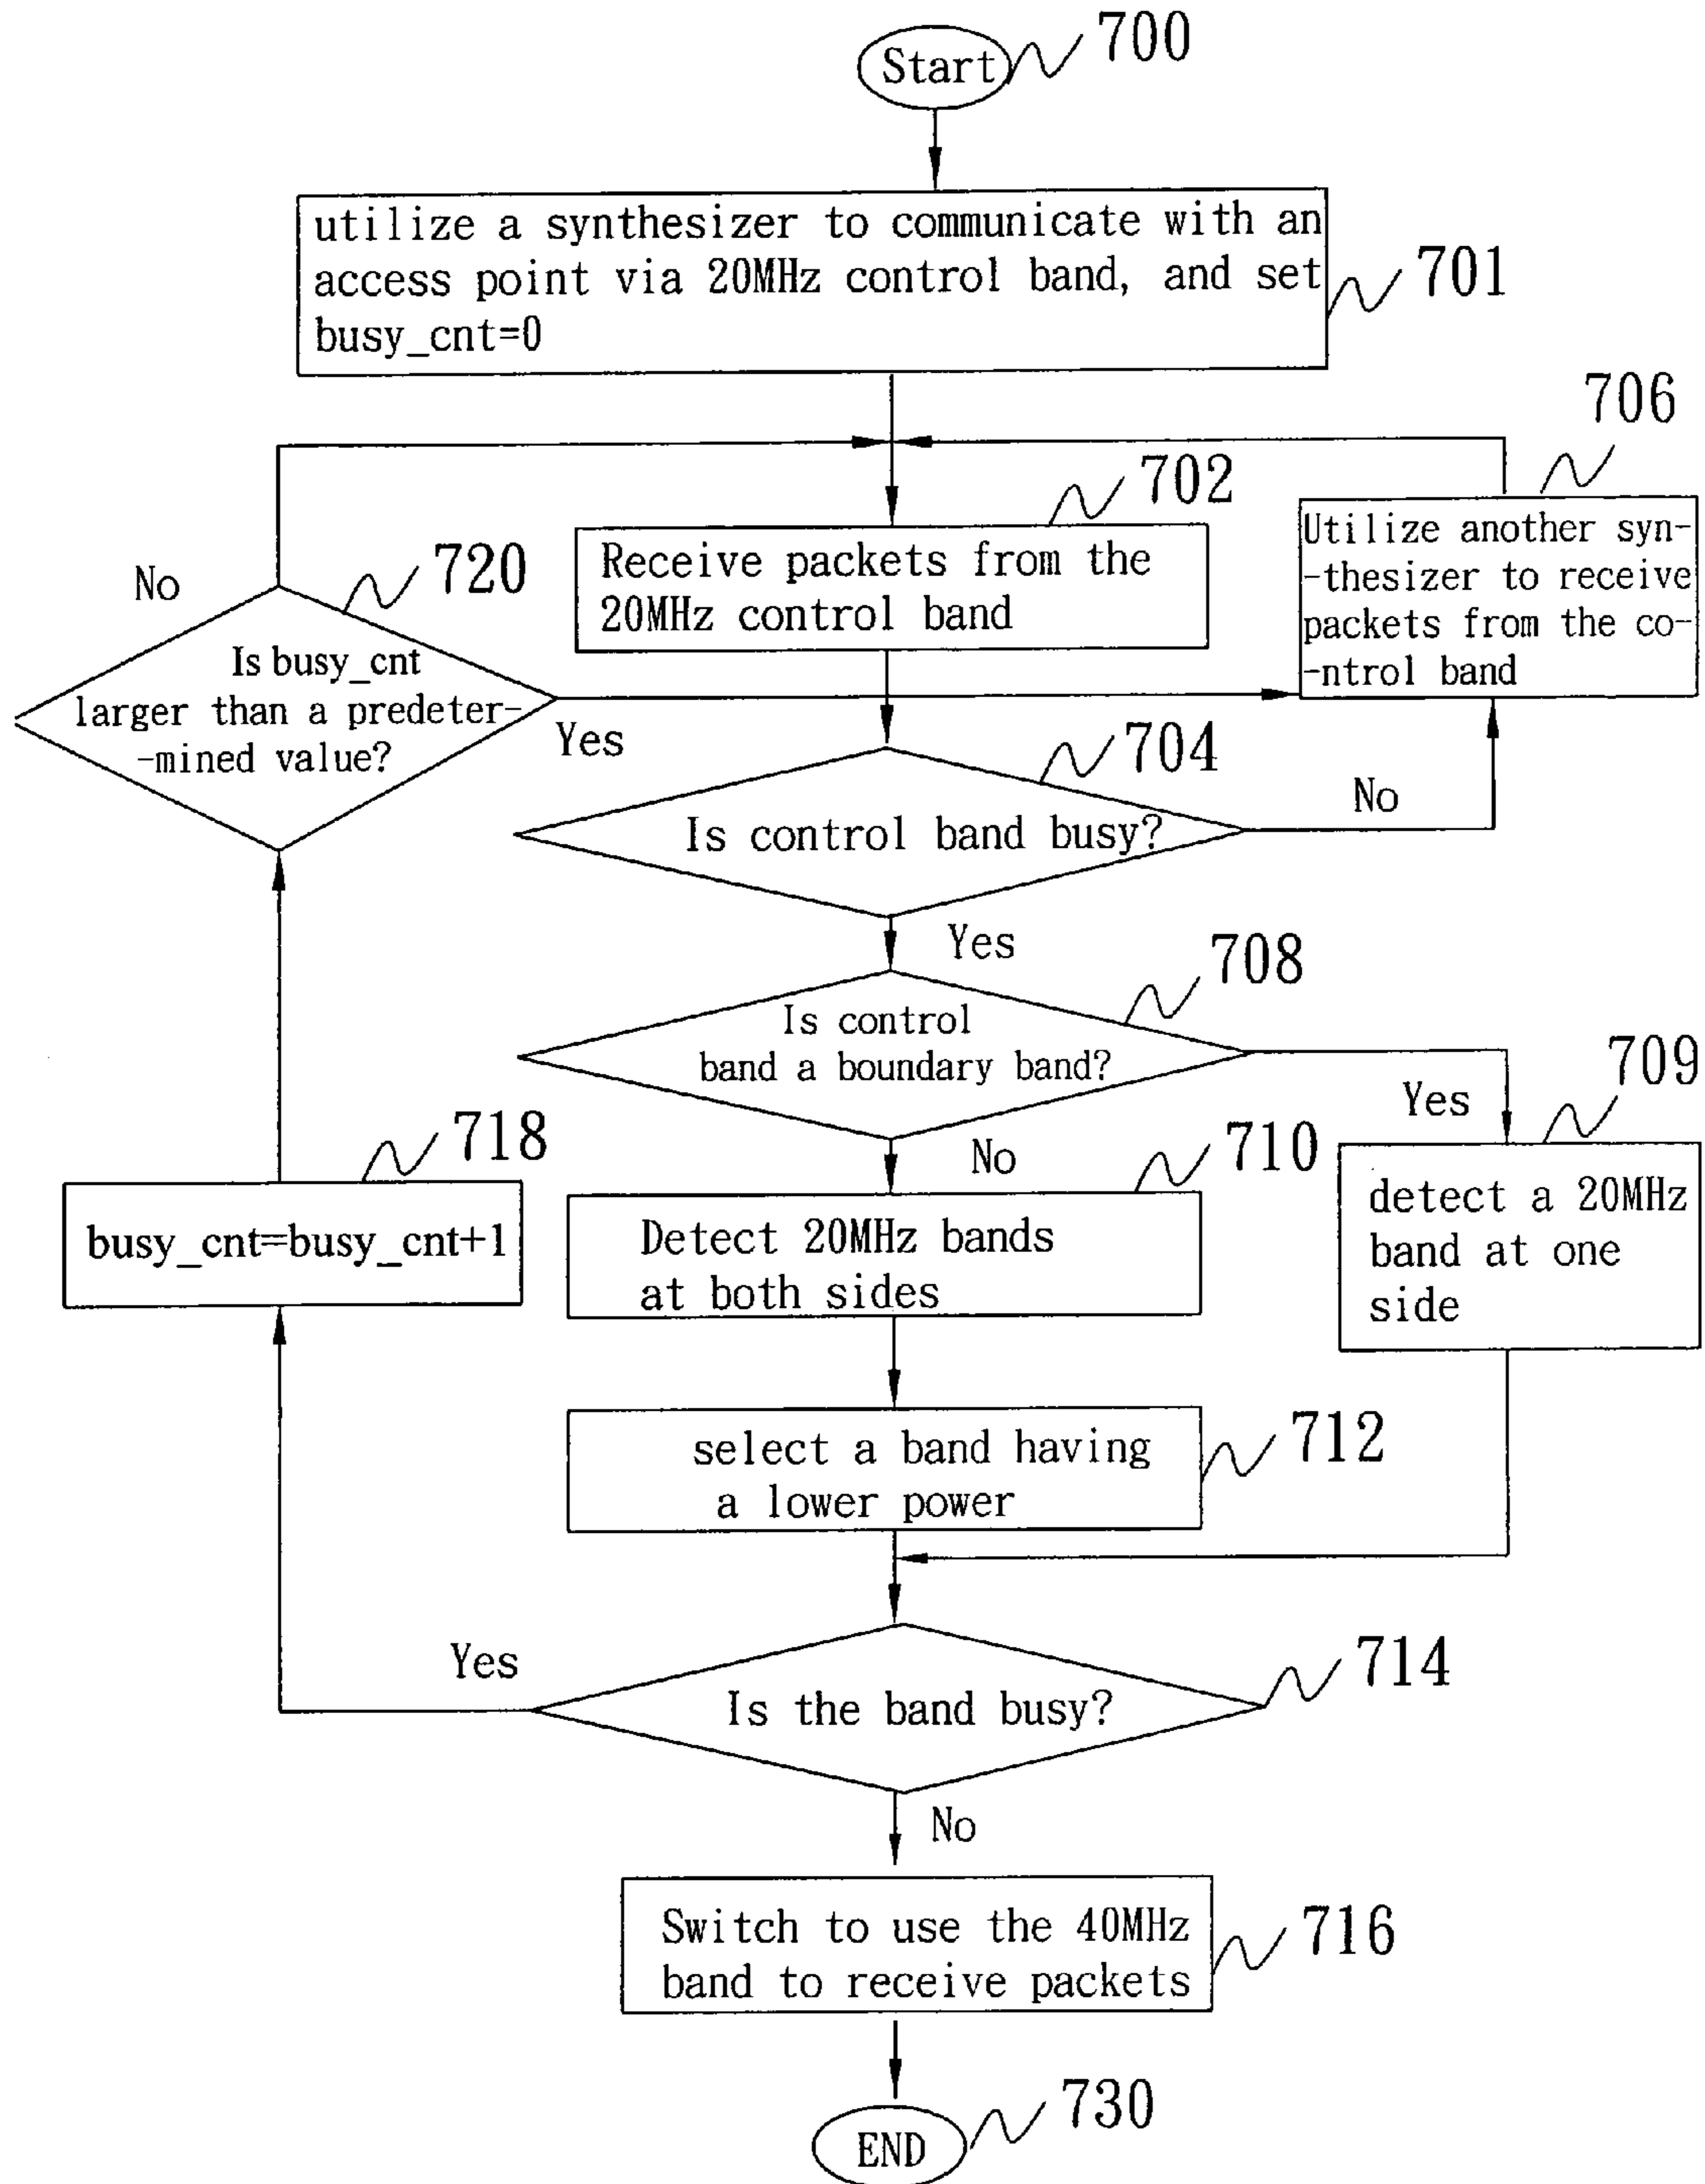 Start
700
utilize a synthesizer to communicate with an
access point via 20MHz control band, and set
busy_cnt=0
701
706
Utilize another syn-
-thesizer to receive
packets from the co-
-ntrol band
702
Receive packets from the
20MHz control band
720
No
Is busy_cnt
larger than a predeter-
-mined value?
Yes
704
Is control band busy?
No
Yes
708
Is control
band a boundary band?
Yes
709
detect a 20MHz
band at one
side
No
710
Detect 20MHz bands
at both sides
718
busy_cnt=busy_cnt+1
select a band having
a lower power
712
Yes
Is the band busy?
714
No
Switch to use the 40MHz
band to receive packets
716
END
730